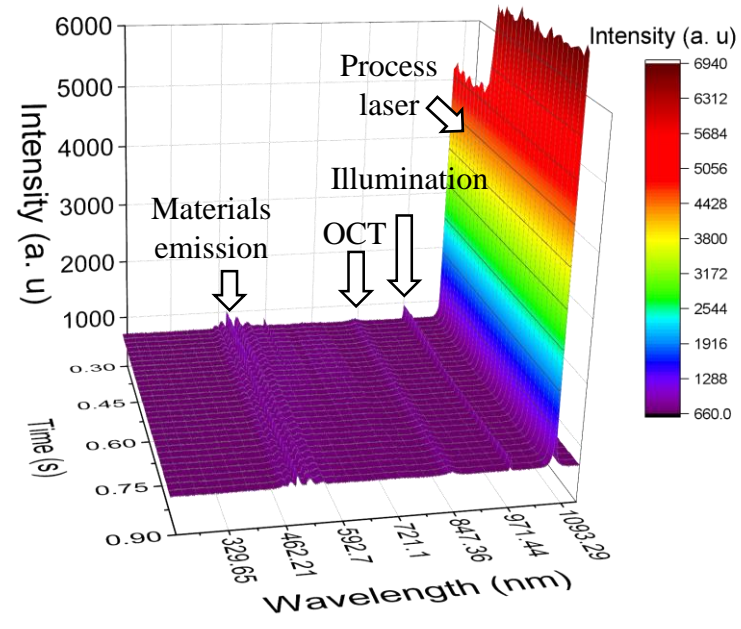 6000
5000
4000
3000
2000
1000
Intensity (a. u)
Process
laser
Illumination
Materials
emission
OCT
Intensity (a. u)
6940
6312
5684
5056
4428
3800
3172
2544
1916
1288
660.0
0.30
0.45
0.60
0.75
0.90
Time(s)
329.65
462.21
592.7
721.1
847.36
971.44
1093.29
Wavelength (nm)